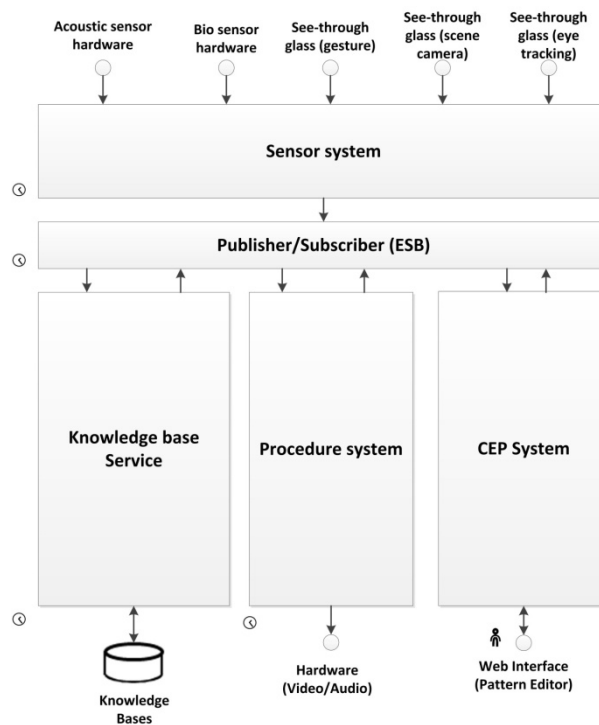 Acoustic sensor
hardware
Bio sensor
hardware
See-through
glass (gesture)
See-through
glass (scene
camera)
See-through
glass (eye
tracking)
Sensor system
Publisher/Subscriber (ESB)
Knowledge base
Service
Procedure system
CEP System
Knowledge
Bases
Hardware
(Video/Audio)
Web Interface
(Pattern Editor)